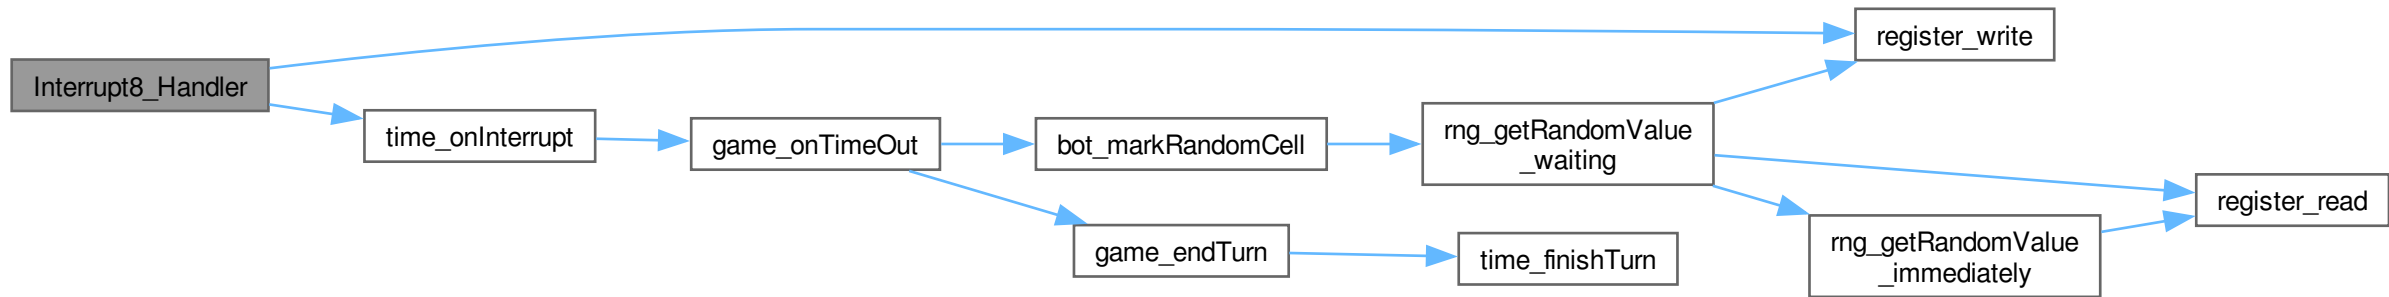 Interrupt8_Handler
register_write
time_onInterrupt
game_onTimeOut
bot_markRandomCell
rng_getRandomValue
_waiting
register_read
rng_getRandomValue
_immediately
game_endTurn
time_finishTurn